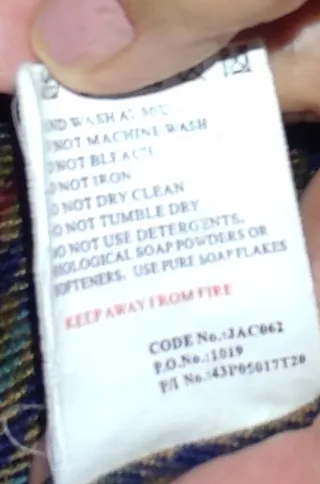 ND WASH AT 30°C
NOT MACHINE WASH
NOT BLEACH
NOT IRON
O NOT DRY CLEAN
O NOT TUMBLE DRY
O NOT USE DETERGENTS,
BIOLOGICAL SOAP POWDERS OR
OFTENERS. USE PURE SOAP FLAKES
KEEP AWAY FROM FIRE
CODE No.:JAC062
P.O.No.:1019
P/I No.:43P05017T20